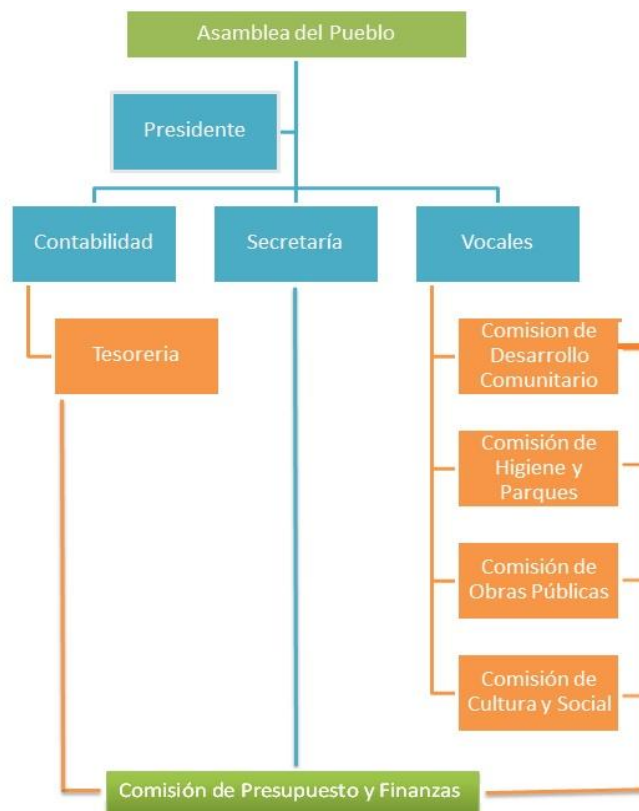 Asamblea del Pueblo
Presidente
Contabilidad
Secretaría
Vocales
Tesoreria
Comision de
Desarrollo
Comunitario
Comisión de
Higiene y
Parques
Comisión de
Obras Públicas
Comisión de
Cultura y Social
Comisión de Presupuesto y Finanzas